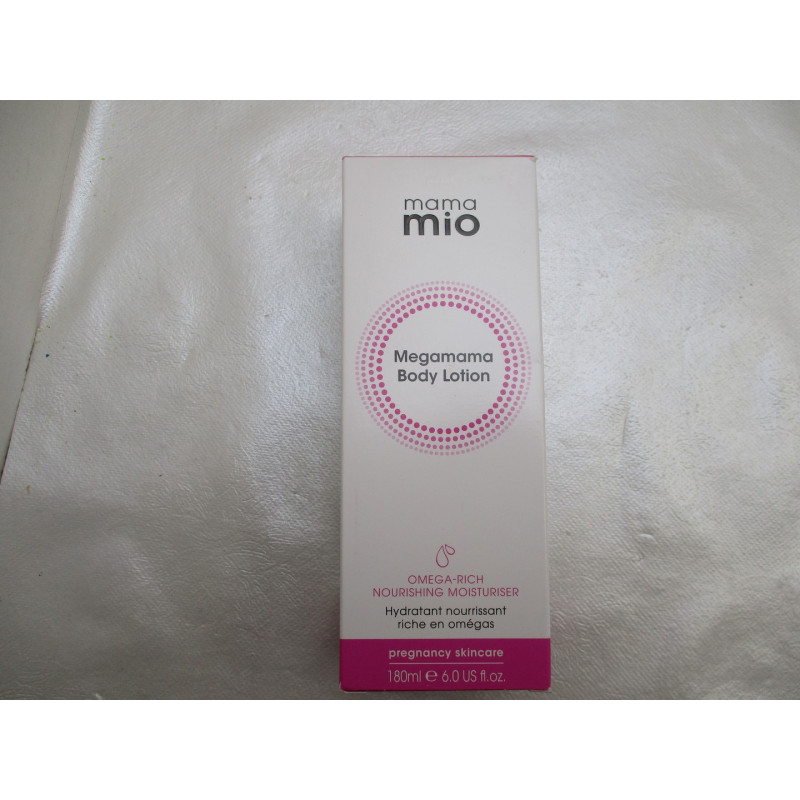 mama
mio
Megamama
Body Lotion
OMEGA-RICH
NOURISHING MOISTURISER
Hydratant nourrissant
riche en omégas
pregnancy skincare
180ml ℮ 6.0 US fl.oz.